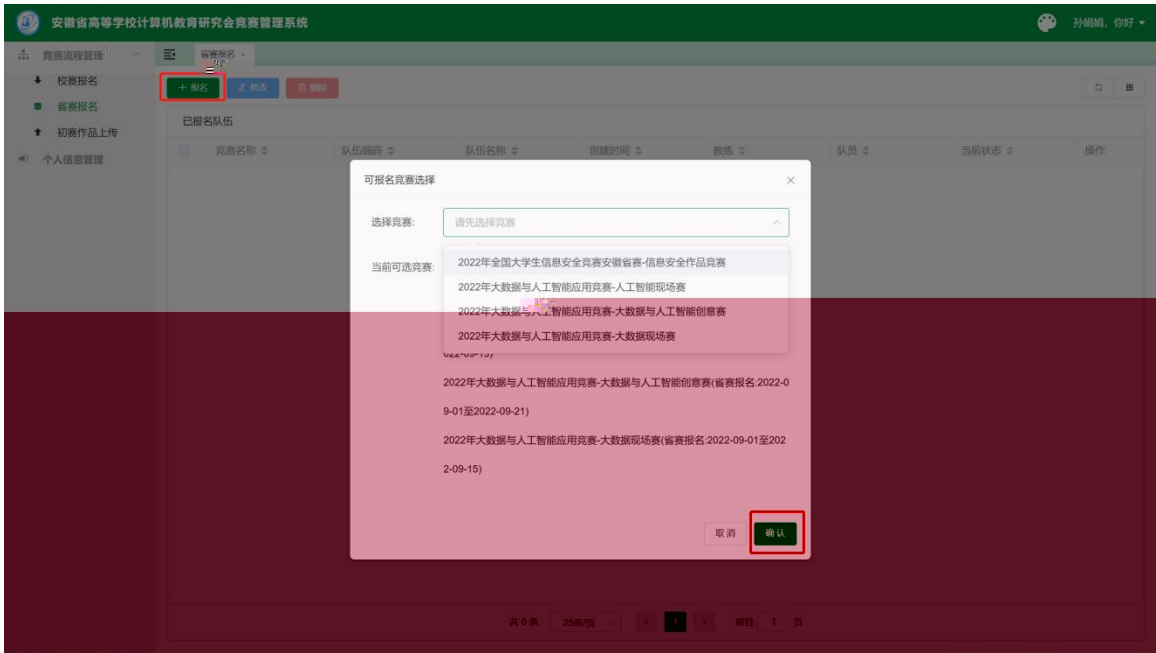 安徽省高等学校计算机教育研究会竞赛管理系统
孙娟娟，你好
竞赛流程管理
省赛报名
校赛报名
+ 报名
修改
删除
省赛报名
已报名队伍
初赛作品上传
竞赛名称
队伍编码
队伍名称
创建时间
教练
队员
当前状态
操作
个人信息管理
可报名竞赛选择
选择竞赛:
请先选择竞赛
当前可选竞赛:
2022年全国大学生信息安全竞赛安徽省赛-信息安全作品竞赛
2022年大数据与人工智能应用竞赛-人工智能现场赛
2022年大数据与人工智能应用竞赛-大数据与人工智能创意赛
2022年大数据与人工智能应用竞赛-大数据现场赛
022-09-15)
2022年大数据与人工智能应用竞赛-大数据与人工智能创意赛(省赛报名:2022-0
9-01至2022-09-21)
2022年大数据与人工智能应用竞赛-大数据现场赛(省赛报名:2022-09-01至202
2-09-15)
取消
确认
共 0 条
25条/页
1
前往 1 页